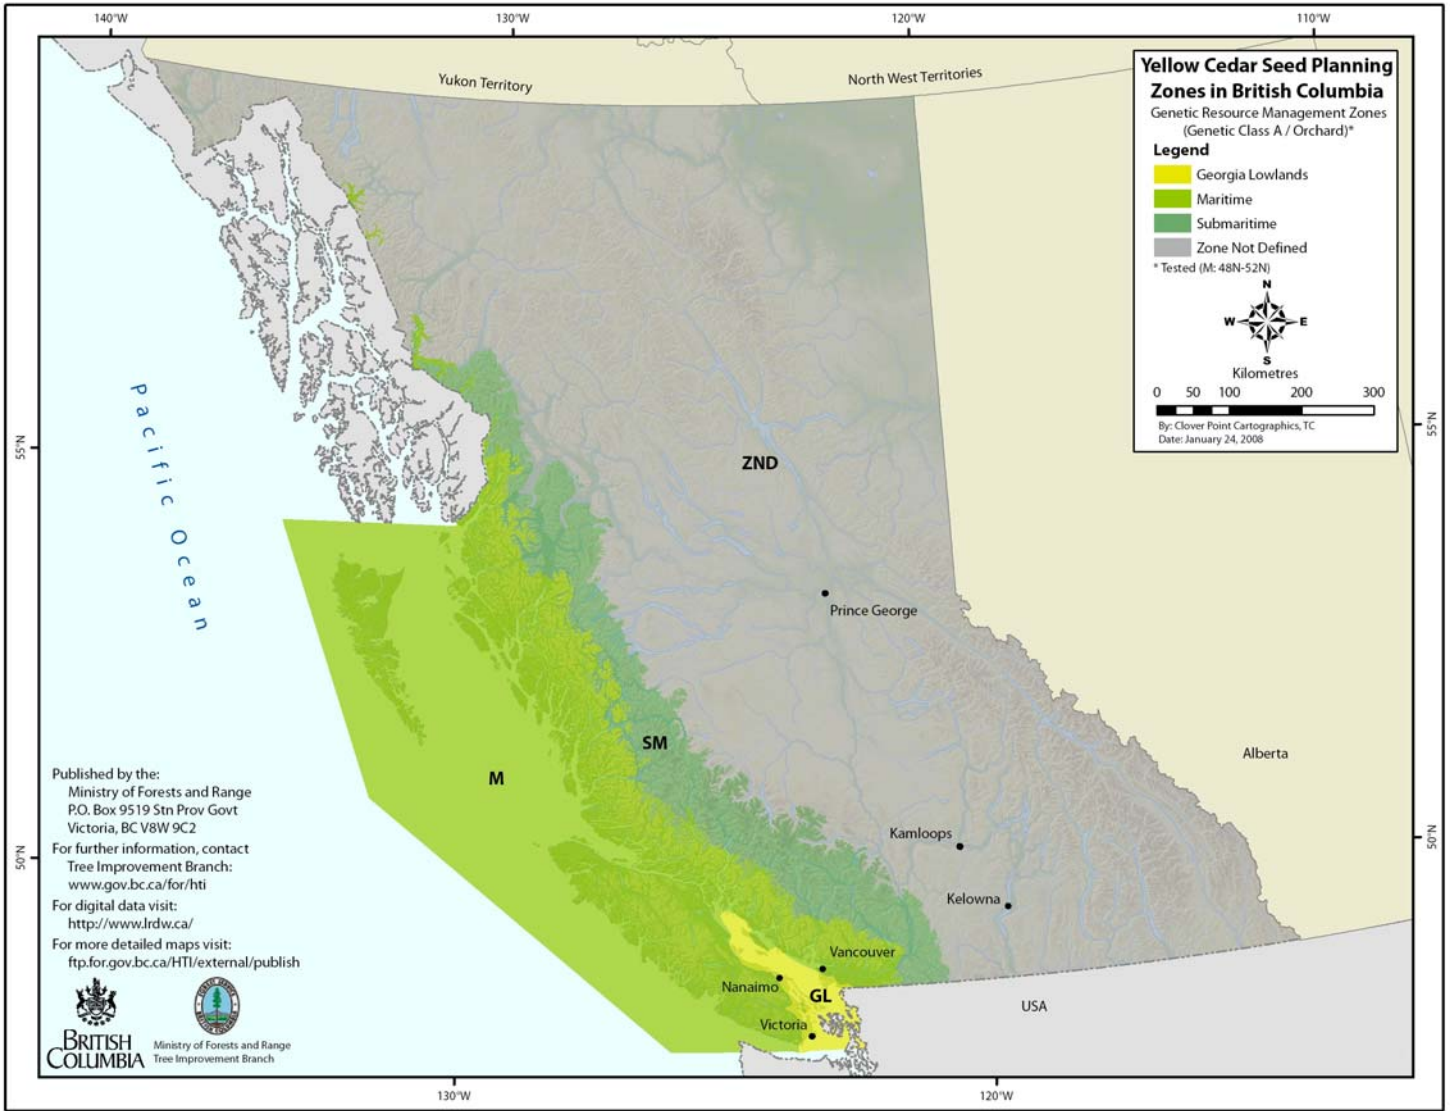 140°W
130°W
120°W
110°W
Yukon Territory
North West Territories
Yellow Cedar Seed Planning
Zones in British Columbia
Genetic Resource Management Zones
(Genetic Class A / Orchard)*
Legend
Georgia Lowlands
Maritime
Submaritime
Zone Not Defined
* Tested (M: 48N-52N)
N
W
E
S
Kilometres
0 50 100 200 300
By: Clover Point Cartographics, TC
Date: January 24, 2008
55°N
55°N
Pacific Ocean
ZND
Prince George
SM
M
Alberta
Kamloops
Kelowna
50°N
50°N
Vancouver
Nanaimo
GL
Victoria
USA
Published by the:
Ministry of Forests and Range
P.O. Box 9519 Stn Prov Govt
Victoria, BC V8W 9C2
For further information, contact
Tree Improvement Branch:
www.gov.bc.ca/for/hti
For digital data visit:
http://www.lrdw.ca/
For more detailed maps visit:
ftp.for.gov.bc.ca/HTI/external/publish
BRITISH
COLUMBIA
FOREST SERVICE
BRITISH COLUMBIA
Ministry of Forests and Range
Tree Improvement Branch
130°W
120°W